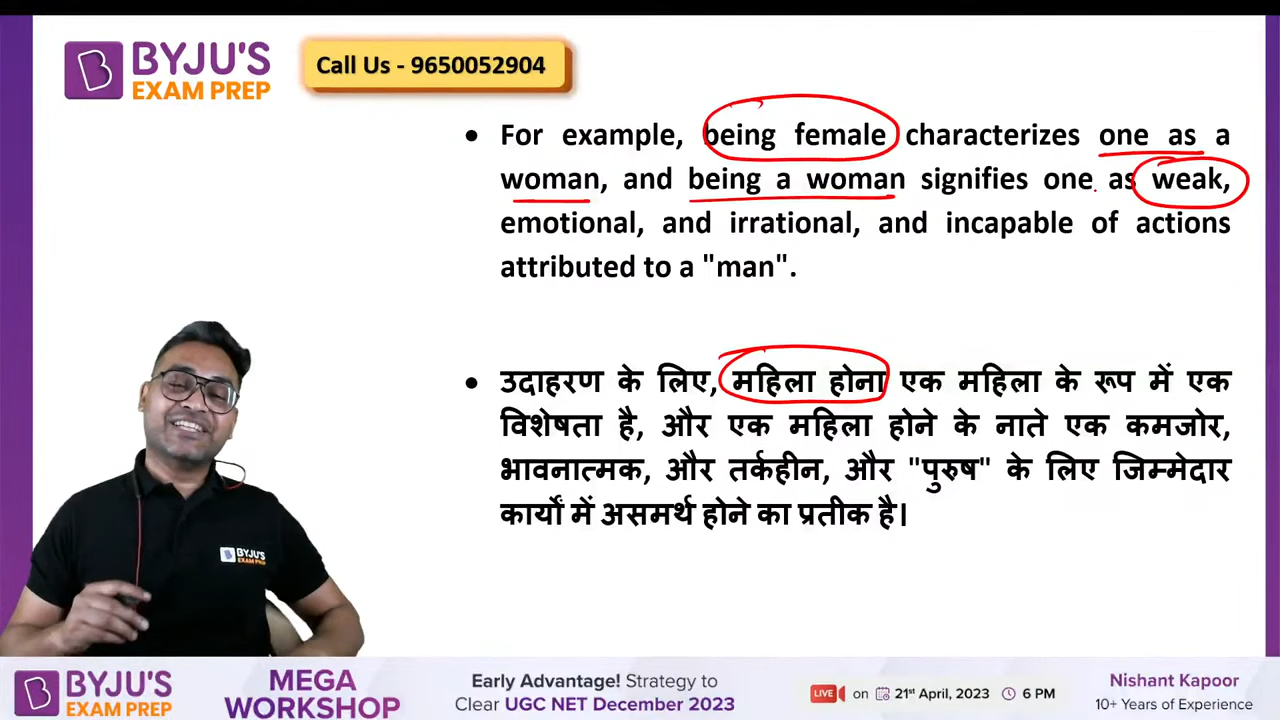 BYJU'S
EXAM PREP
Call Us - 9650052904
• For example, being female characterizes one as a
woman, and being a woman signifies one as weak,
emotional, and irrational, and incapable of actions
attributed to a "man".
• उदाहरण के लिए, महिला होना एक महिला के रूप में एक
विशेषता है, और एक महिला होने के नाते एक कमजोर,
भावनात्मक, और तर्कहीन, और "पुरुष" के लिए जिम्मेदार
कार्यों में असमर्थ होने का प्रतीक है।
BYJU'S
EXAM PREP
BYJU'S
EXAM PREP
MEGA
WORKSHOP
Early Advantage! Strategy to
Clear UGC NET December 2023
LIVE on 21st April, 2023 6 PM
Nishant Kapoor
10+ Years of Experience